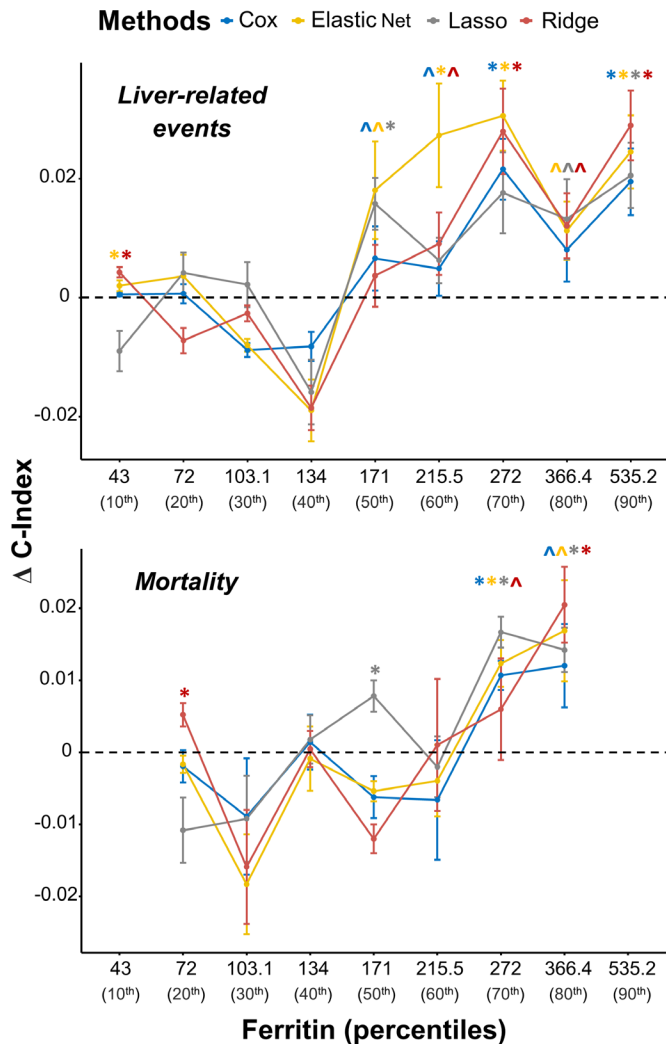 Methods Cox Elastic Net Lasso Ridge
Liver-related
events
^^* ^*^ *** ****
** ^^^
0.02
0
-0.02
43 72 103.1 134 171 215.5 272 366.4 535.2
(10th) (20th) (30th) (40th) (50th) (60th) (70th) (80th) (90th)
Δ C-Index
Mortality
* * ***^ ^^**
0.02
0.01
0
-0.01
-0.02
43 72 103.1 134 171 215.5 272 366.4 535.2
(10th) (20th) (30th) (40th) (50th) (60th) (70th) (80th) (90th)
Ferritin (percentiles)